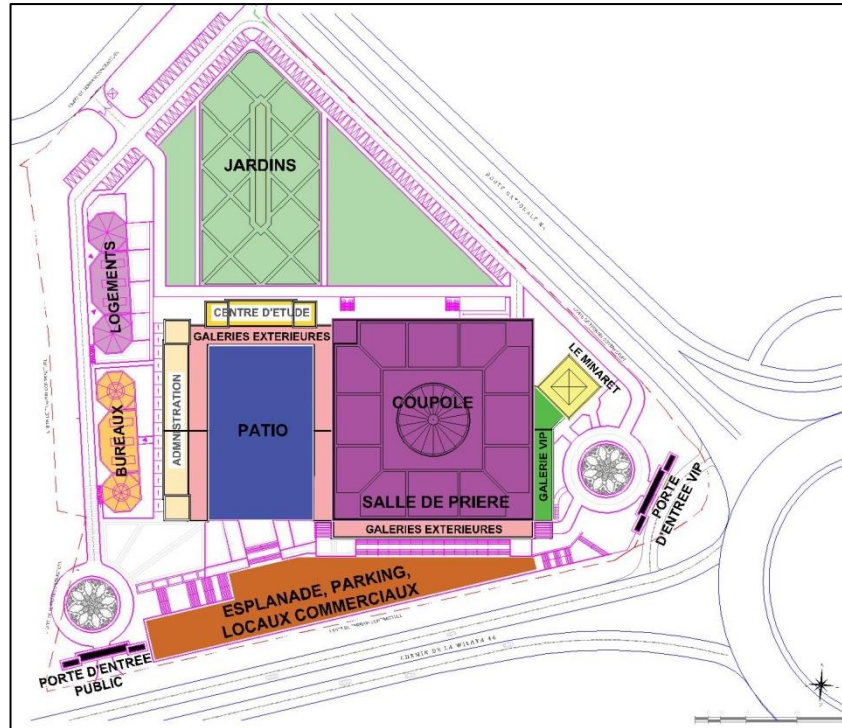 JARDINS
LOGEMENTS
CENTRE D'ETUDE
GALERIES EXTERIEURES
LE MINARET
ADMINISTRATION
PATIO
COUPOLE
BUREAUX
GALERIE VIP
SALLE DE PRIERE
PORTE
D'ENTREE VIP
GALERIES EXTERIEURES
ESPLANADE, PARKING,
LOCAUX COMMERCIAUX
CHEMIN DE LA WILAYA
PORTE D'ENTREE
PUBLIC